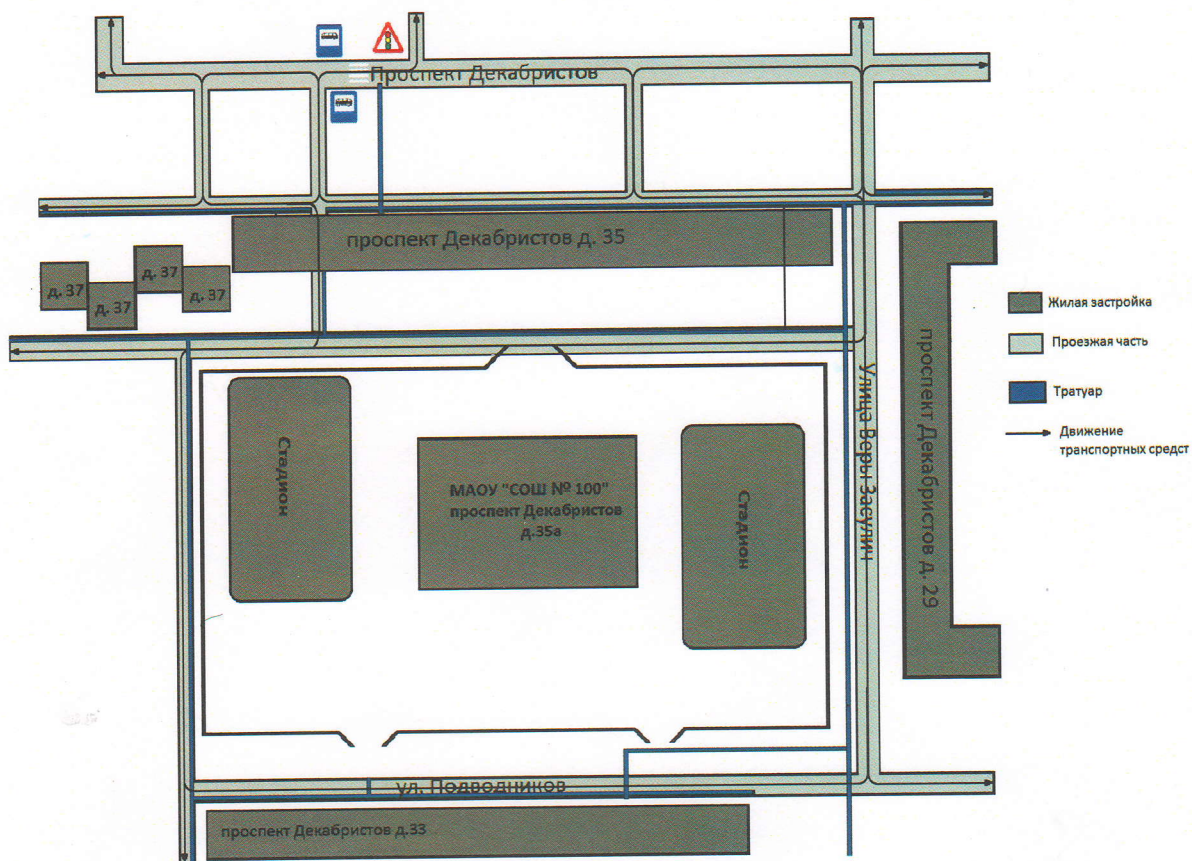 Проспект Декабристов
проспект Декабристов д. 35
д. 37
д. 37
д. 37
д. 37
Жилая застройка
Проезжая часть
Тратуар
Движение
транспортных средст
Стадион
МАОУ "СОШ № 100"
проспект Декабристов
д.35а
Стадион
Улица Веры Засулич
проспект Декабристов д. 29
ул. Подводников
проспект Декабристов д.33